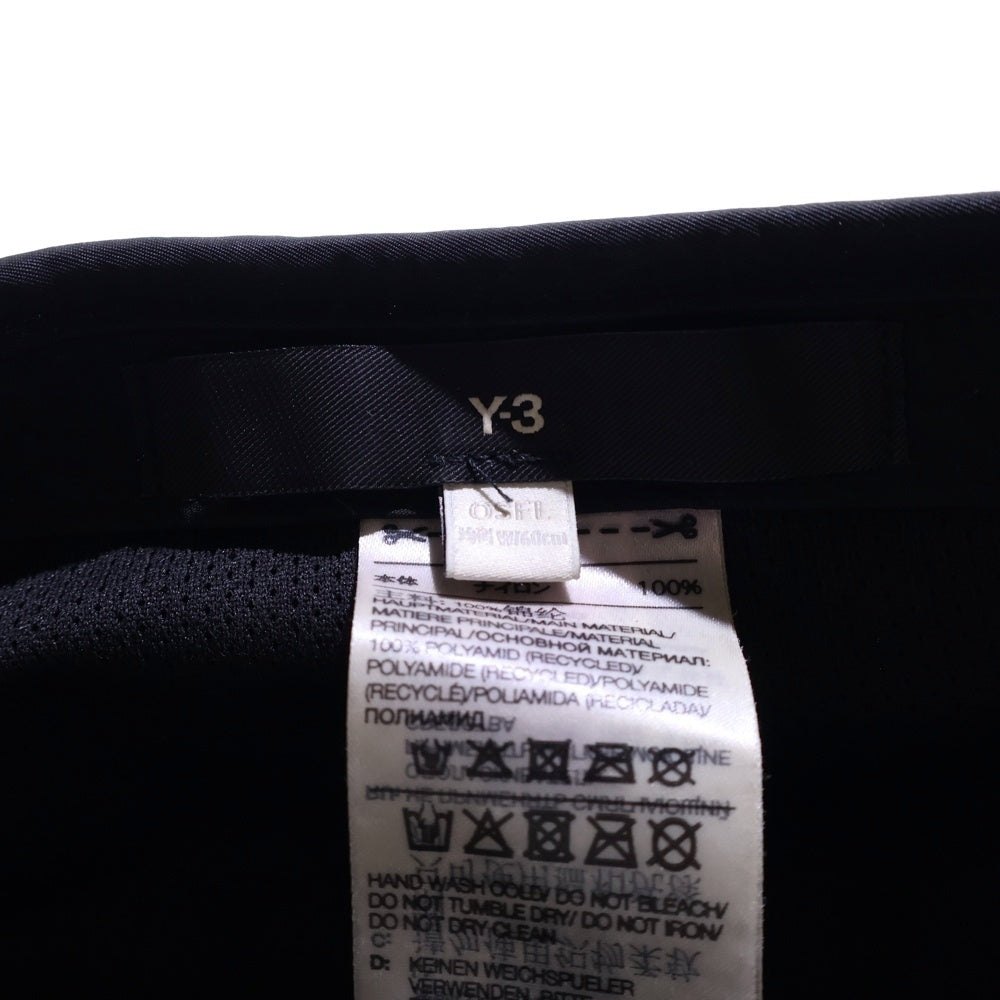 Y-3
OSFL
本体 ナイロン 100%
主料: 100%锦纶
HAUPTMATERIAL/MAIN MATERIAL/
MATIERE PRINCIPALE/MATERIAL
PRINCIPAL/ОСНОВНОЙ МАТЕРИАЛ:
100% POLYAMID (RECYCLED)/
POLYAMIDE (RECYCLED)/POLYAMIDE
(RECYCLÉ)/POLIAMIDA (RECICLADA)/
ПОЛИАМИД
HAND WASH COLD/ DO NOT BLEACH/
DO NOT TUMBLE DRY/ DO NOT IRON/
DO NOT DRY CLEAN
C:
D: KEINEN WEICHSPUELER
VERWENDEN. BITTE